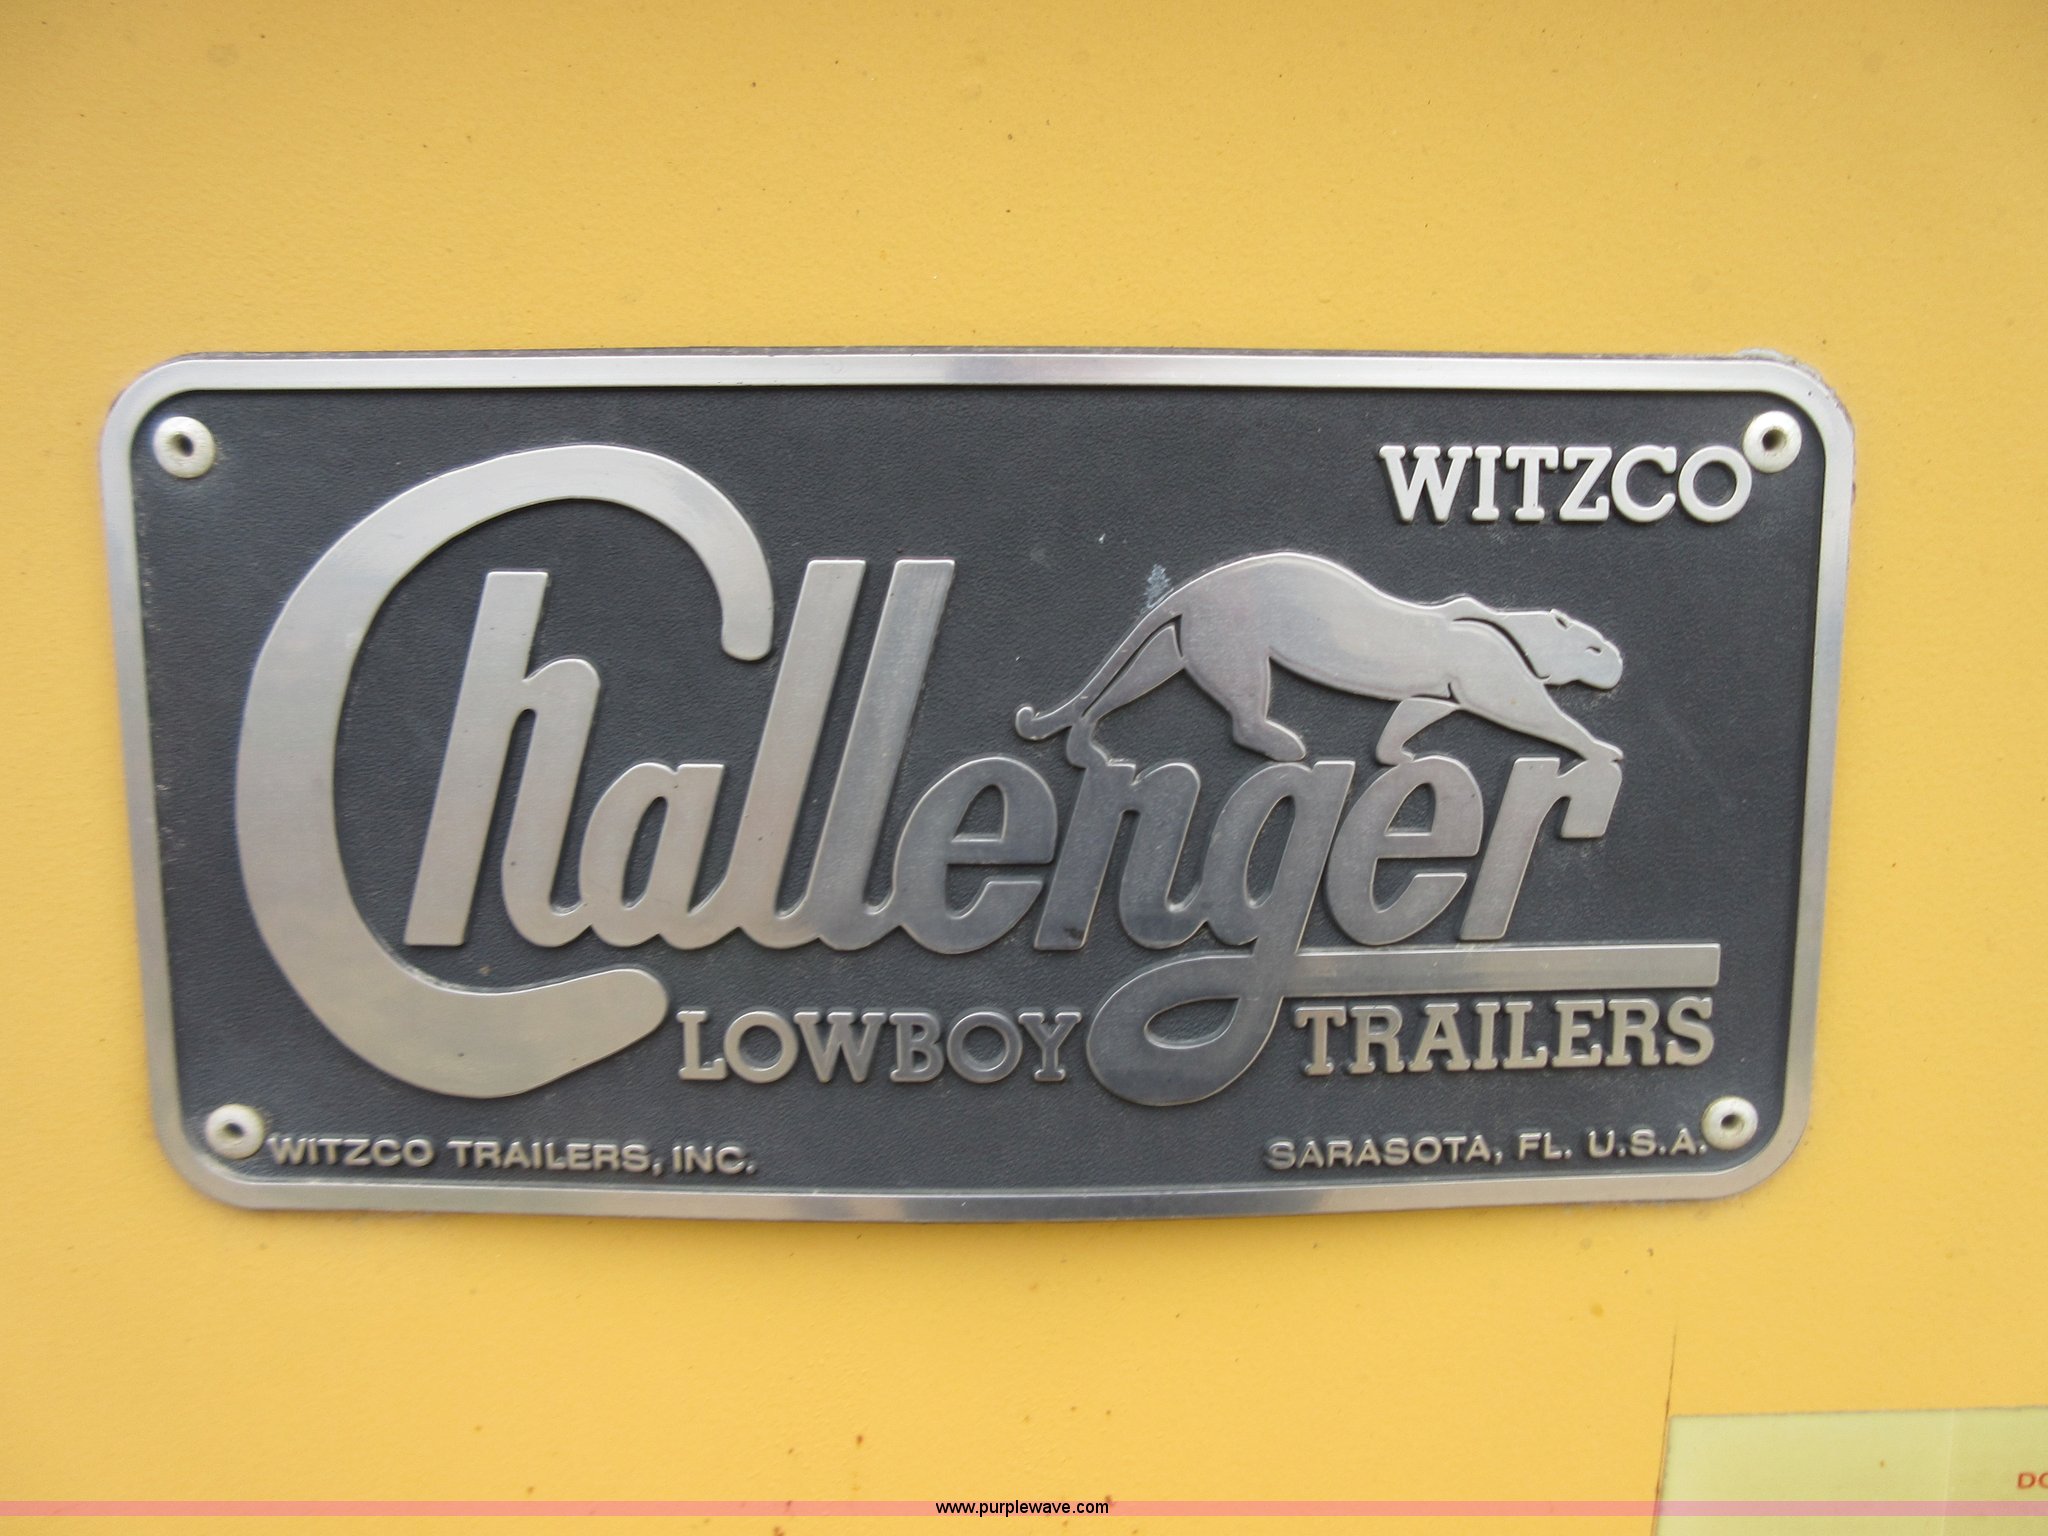 WITZCO
Challenger
LOWBOY TRAILERS
WITZCO TRAILERS, INC. SARASOTA, FL. U.S.A.
www.purplewave.com